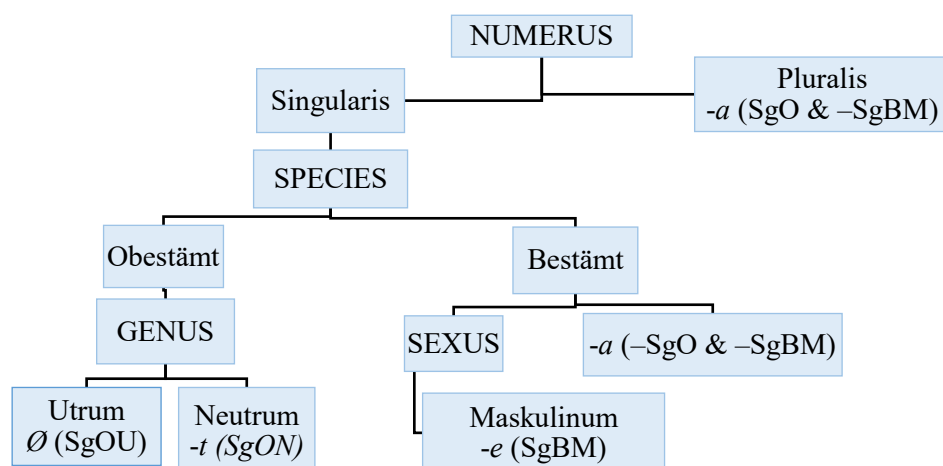 NUMERUS
Singularis
Pluralis
-a (SgO & –SgBM)
SPECIES
Obestämt
Bestämt
GENUS
SEXUS
-a (–SgO & –SgBM)
Utrum
Ø (SgOU)
Neutrum
-t (SgON)
Maskulinum
-e (SgBM)